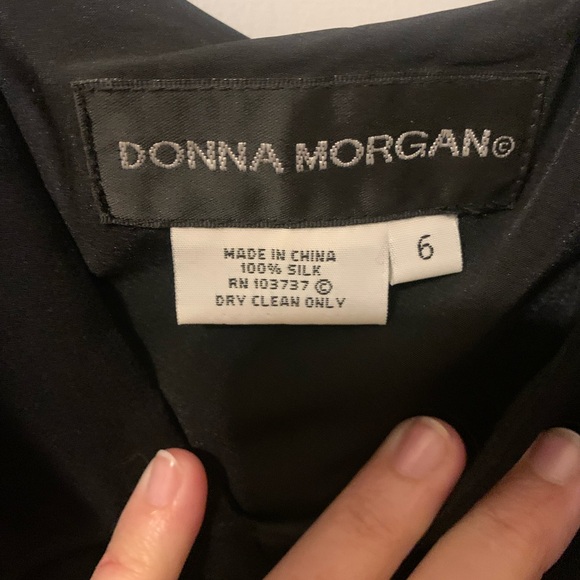 DONNA MORGAN©
MADE IN CHINA
100% SILK
RN 103737 ©
DRY CLEAN ONLY
6